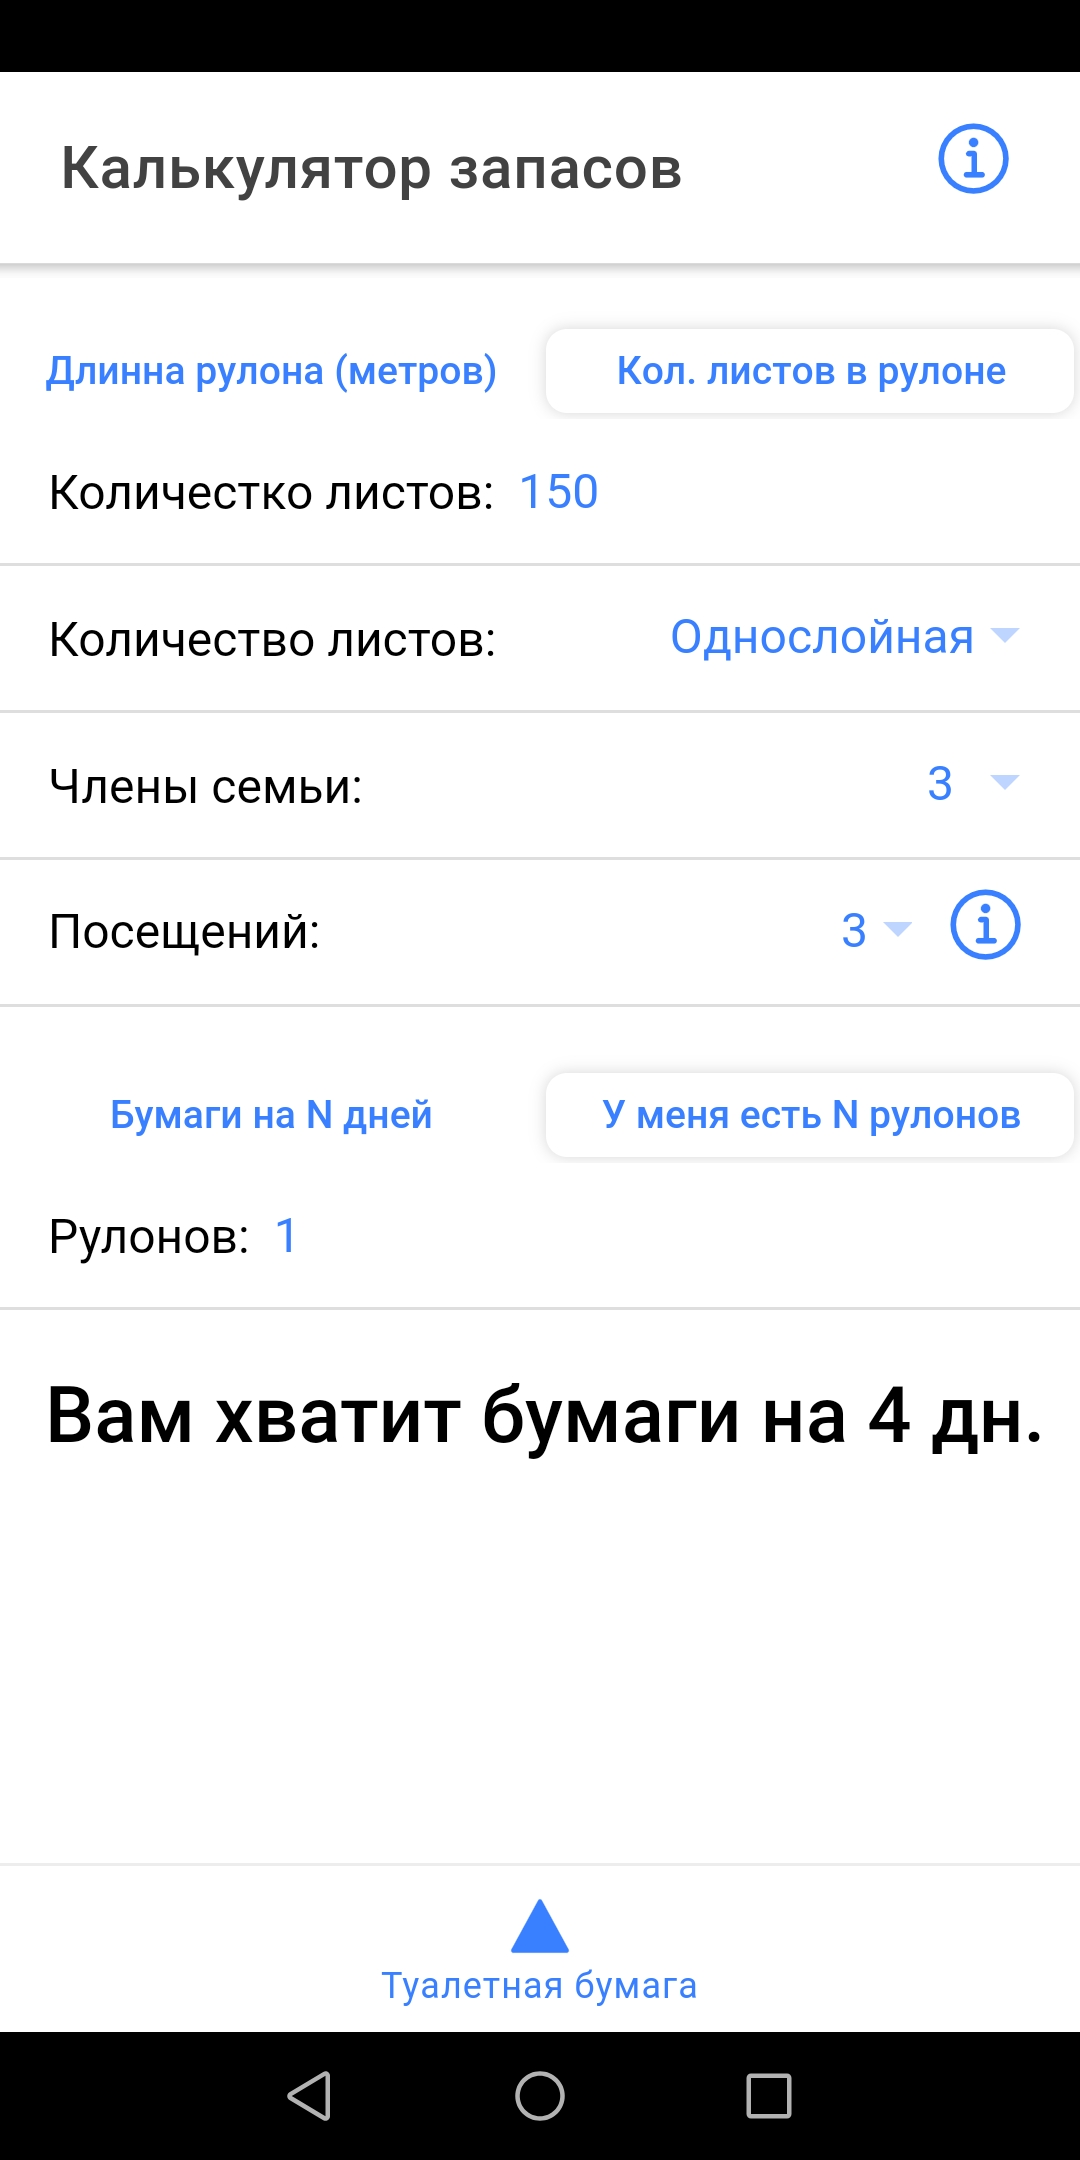 Калькулятор запасов
Длинна рулона (метров)
Кол. листов в рулоне
Количестко листов: 150
Количество листов: Однослойная
Члены семьи: 3
Посещений: 3
Бумаги на N дней
У меня есть N рулонов
Рулонов: 1
Вам хватит бумаги на 4 дн.
Туалетная бумага